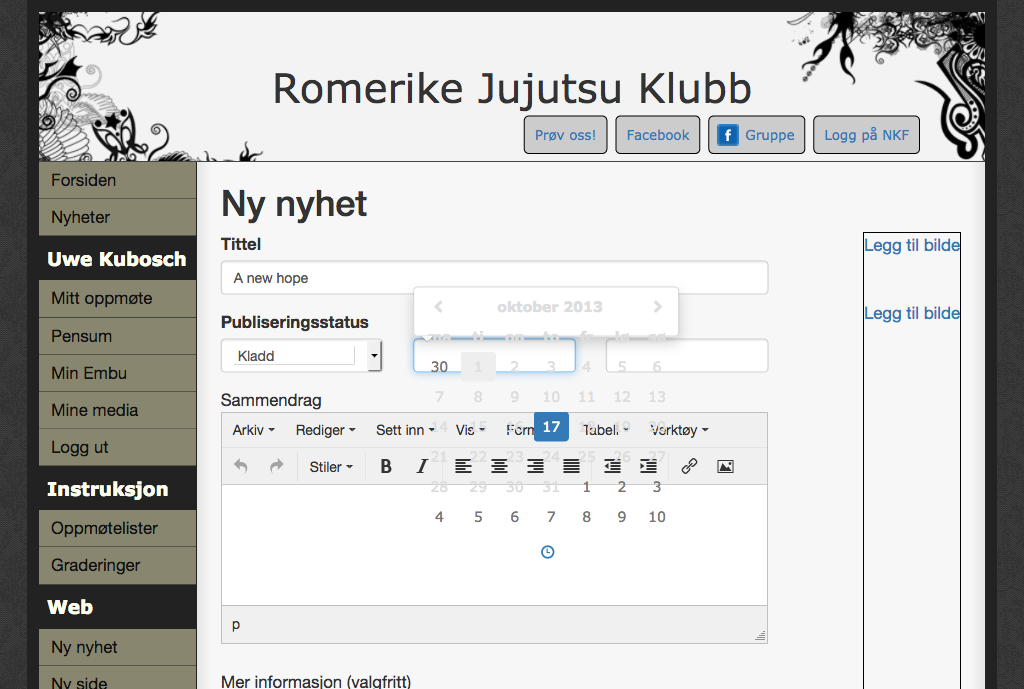 Romerike Jujutsu Klubb
Prøv oss! Facebook Gruppe Logg på NKF
Forsiden
Nyheter
Uwe Kubosch
Mitt oppmøte
Pensum
Min Embu
Mine media
Logg ut
Instruksjon
Oppmøtelister
Graderinger
Web
Ny nyhet
Ny side
Ny nyhet
Tittel
A new hope
Publiseringsstatus
Kladd
oktober 2013
ma ti on to fr lø sø
30 1 2 3 4 5 6
7 8 9 10 11 12 13
14 15 16 17 18 19 20
21 22 23 24 25 26 27
28 29 30 31 1 2 3
4 5 6 7 8 9 10
Sammendrag
Arkiv Rediger Sett inn Vis Format Tabell Verktøy
Stiler B I
p
Mer informasjon (valgfritt)
Legg til bilde
Legg til bilde